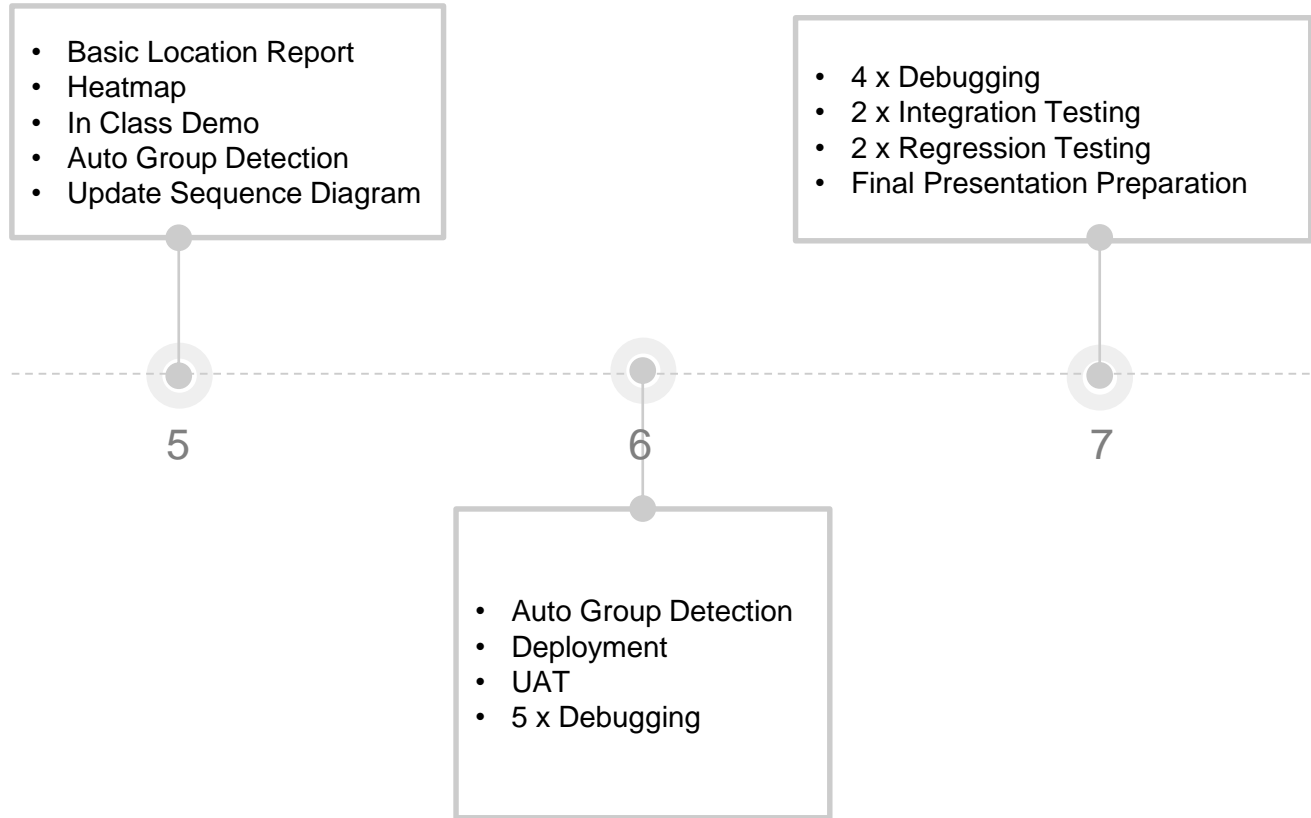 • Basic Location Report
• Heatmap
• In Class Demo
• Auto Group Detection
• Update Sequence Diagram
• 4 x Debugging
• 2 x Integration Testing
• 2 x Regression Testing
• Final Presentation Preparation
5
6
7
• Auto Group Detection
• Deployment
• UAT
• 5 x Debugging